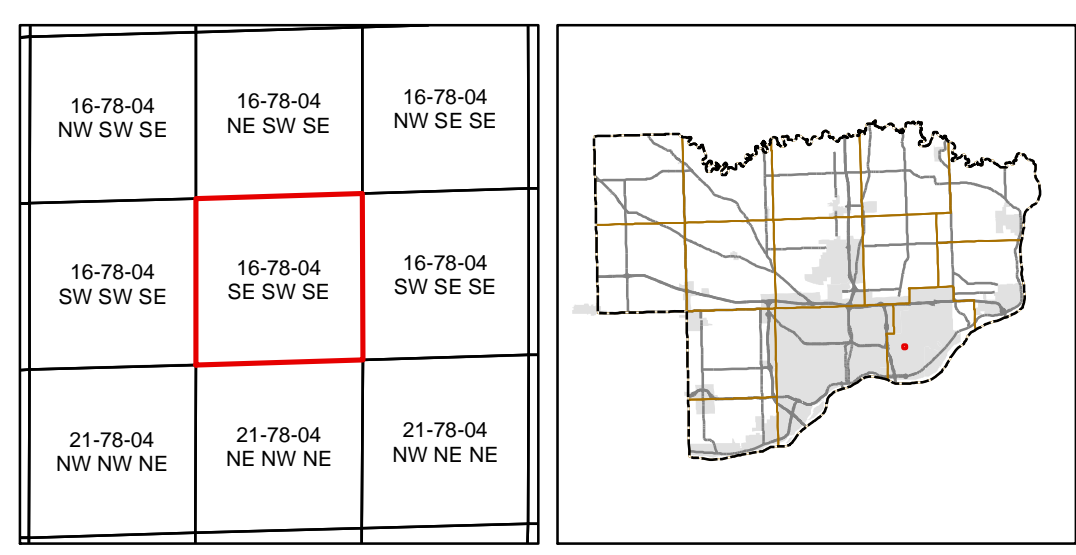 16-78-04
NW SW SE
16-78-04
NE SW SE
16-78-04
NW SE SE
16-78-04
SW SW SE
16-78-04
SE SW SE
16-78-04
SW SE SE
21-78-04
NW NW NE
21-78-04
NE NW NE
21-78-04
NW NE NE